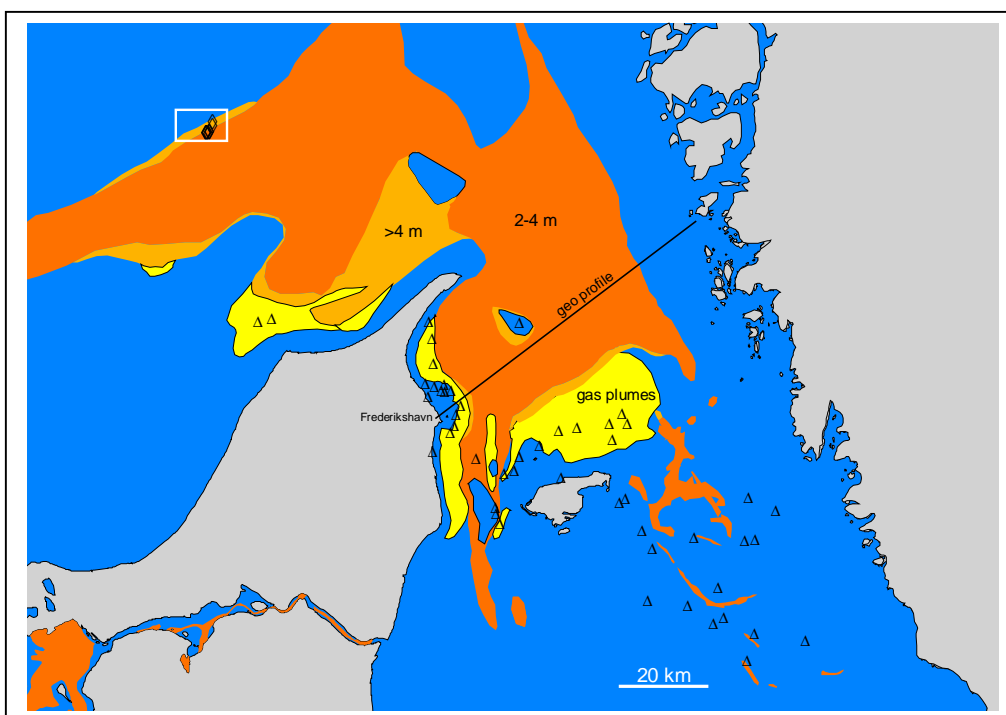 >4 m
2-4 m
geo profile
gas plumes
Frederikshavn
20 km